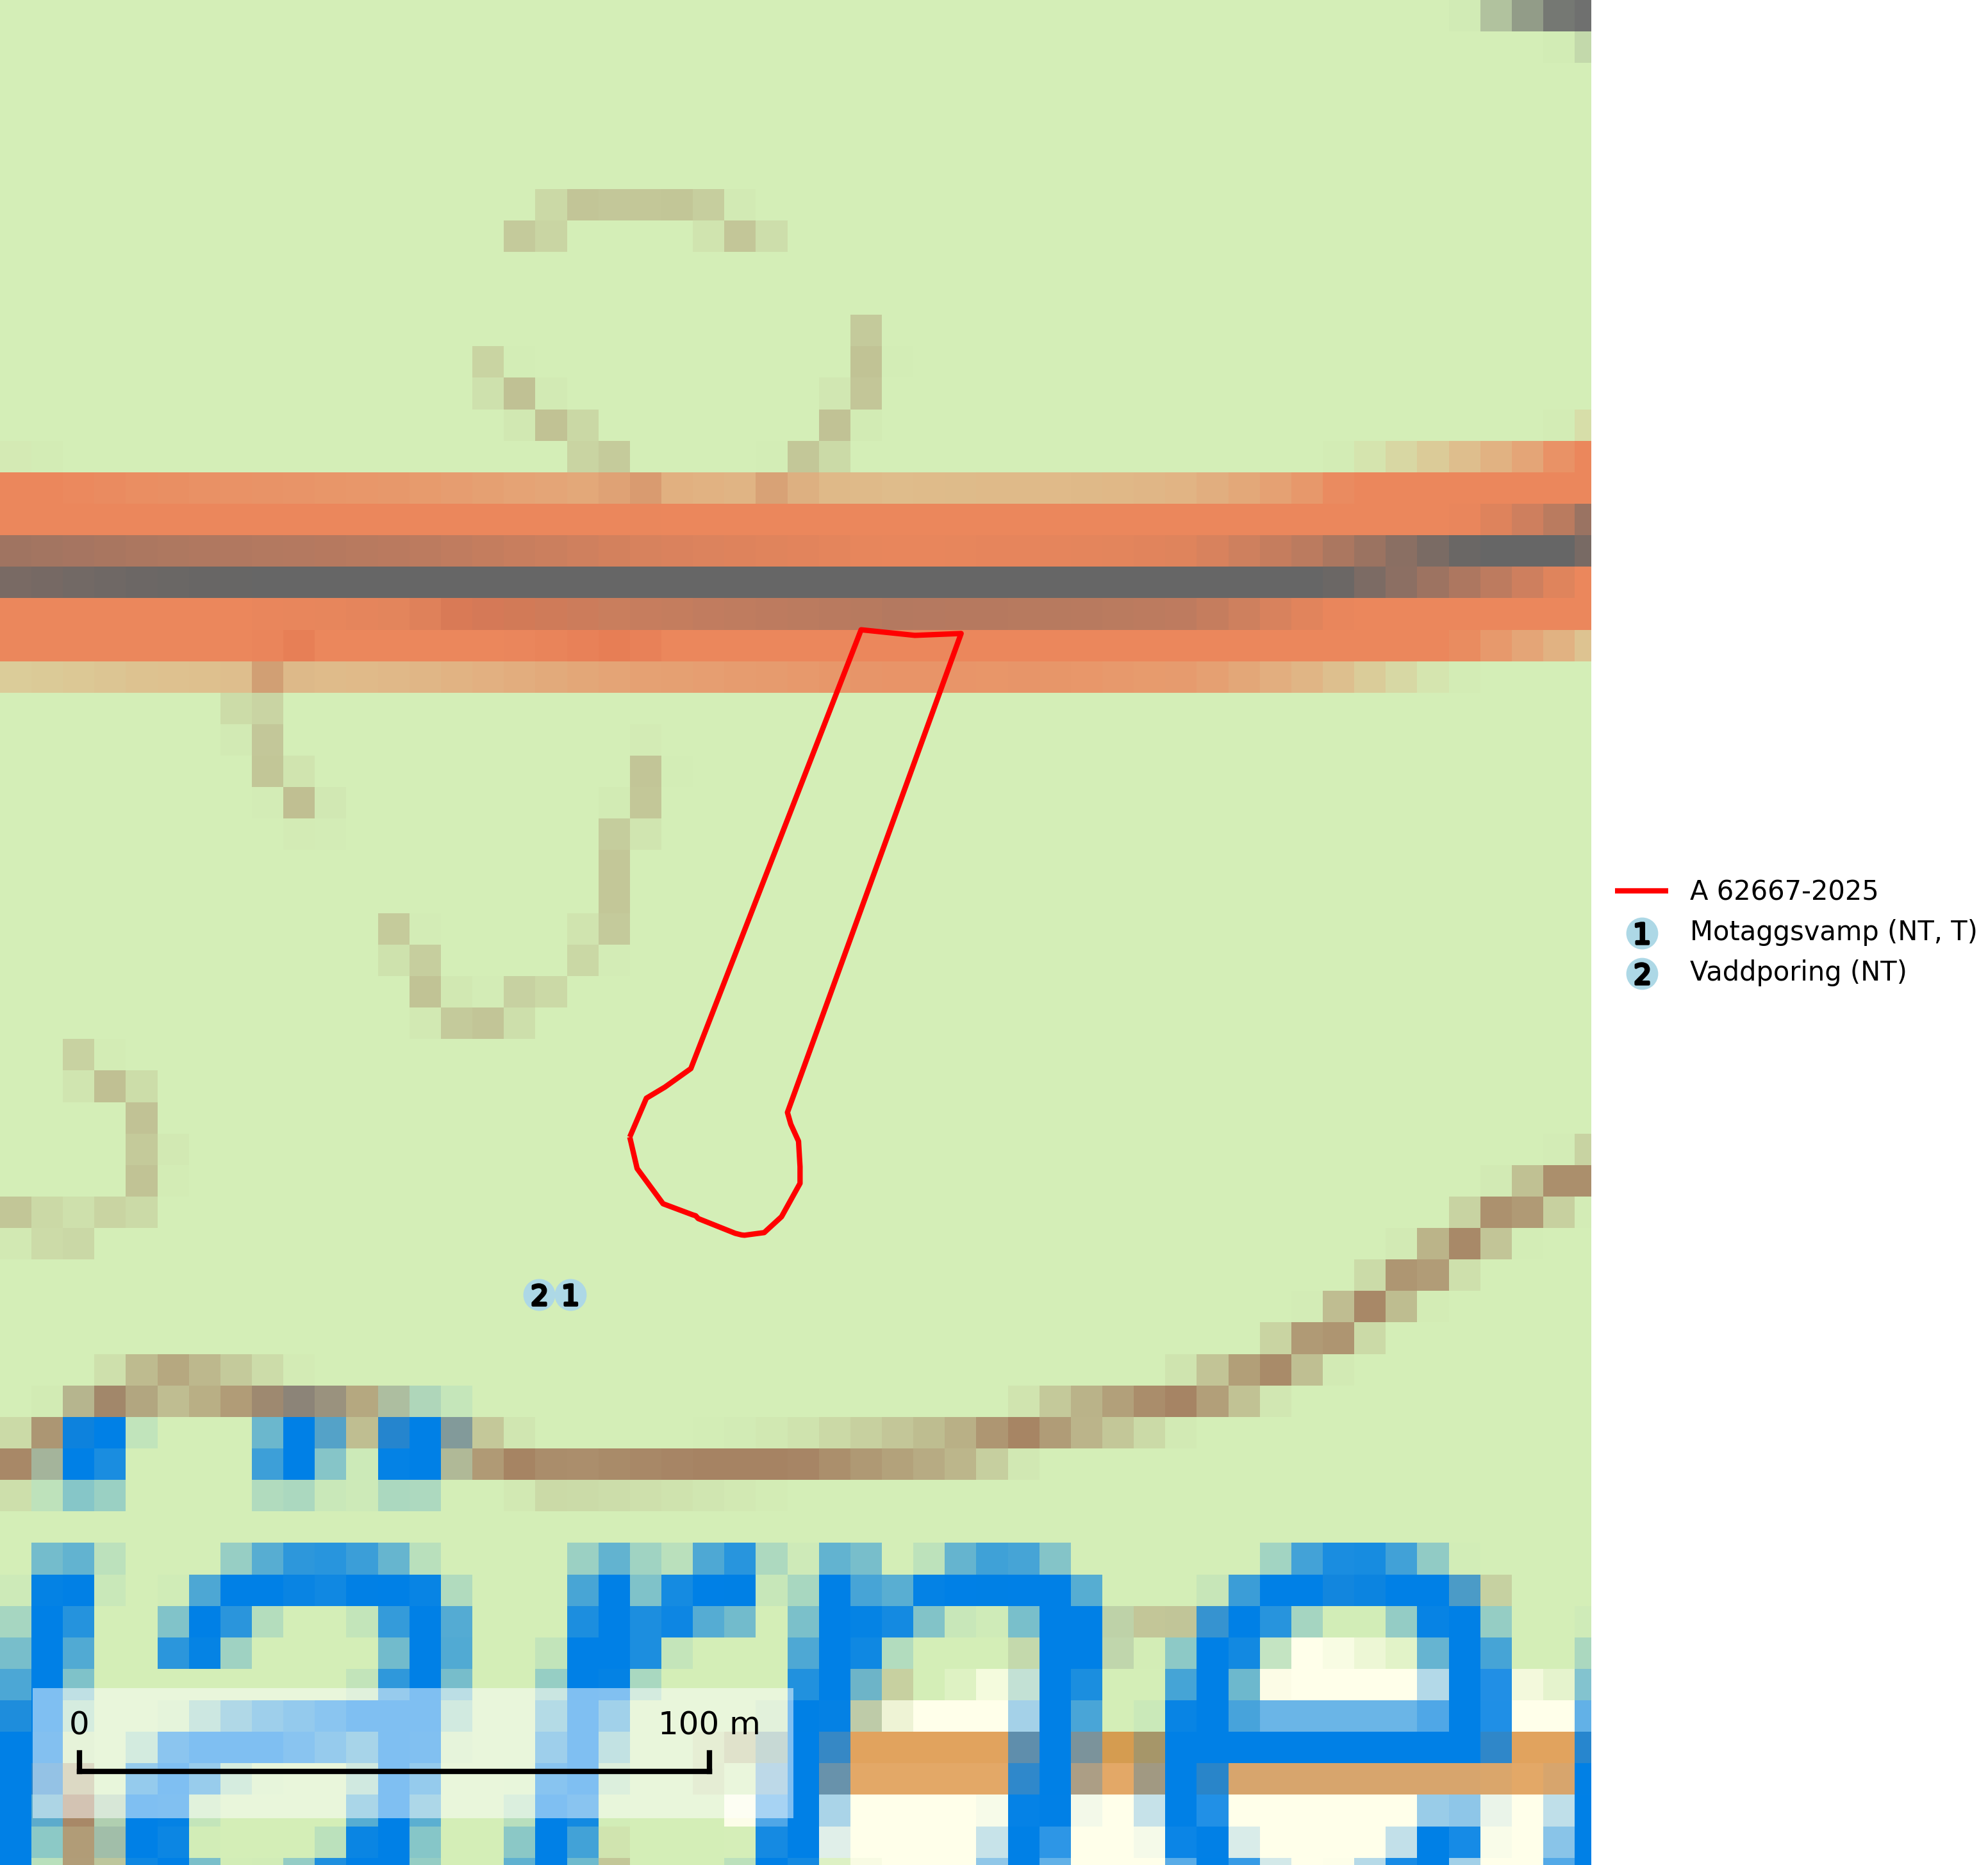 A 62667-2025
1 Motaggsvamp (NT, T)
2 Vaddporing (NT)
2 1
0 100 m